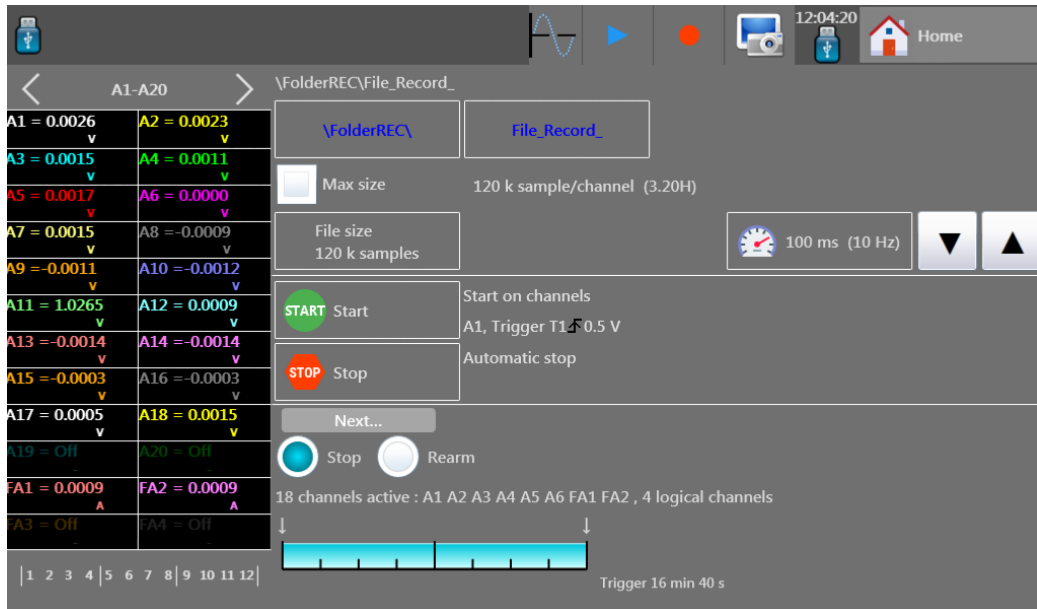 12:04:20
Home
A1-A20
\FolderREC\File_Record_
A1 = 0.0026 V
A2 = 0.0023 V
\FolderREC\
File_Record_
A3 = 0.0015 V
A4 = 0.0011 V
Max size
120 k sample/channel (3.20H)
A5 = 0.0017 V
A6 = 0.0000 V
A7 = 0.0015 V
A8 =-0.0009 V
File size
120 k samples
100 ms (10 Hz)
A9 =-0.0011 V
A10 =-0.0012 V
A11 = 1.0265 V
A12 = 0.0009 V
START Start
Start on channels
A1, Trigger T1 0.5 V
A13 =-0.0014 V
A14 =-0.0014 V
A15 =-0.0003 V
A16 =-0.0003 V
STOP Stop
Automatic stop
A17 = 0.0005 V
A18 = 0.0015 V
Next...
A19 = Off -
A20 = Off -
Stop
Rearm
FA1 = 0.0009 A
FA2 = 0.0009 A
18 channels active : A1 A2 A3 A4 A5 A6 FA1 FA2 , 4 logical channels
FA3 = Off -
FA4 = Off -
1 2 3 4 5 6 7 8 9 10 11 12
Trigger 16 min 40 s